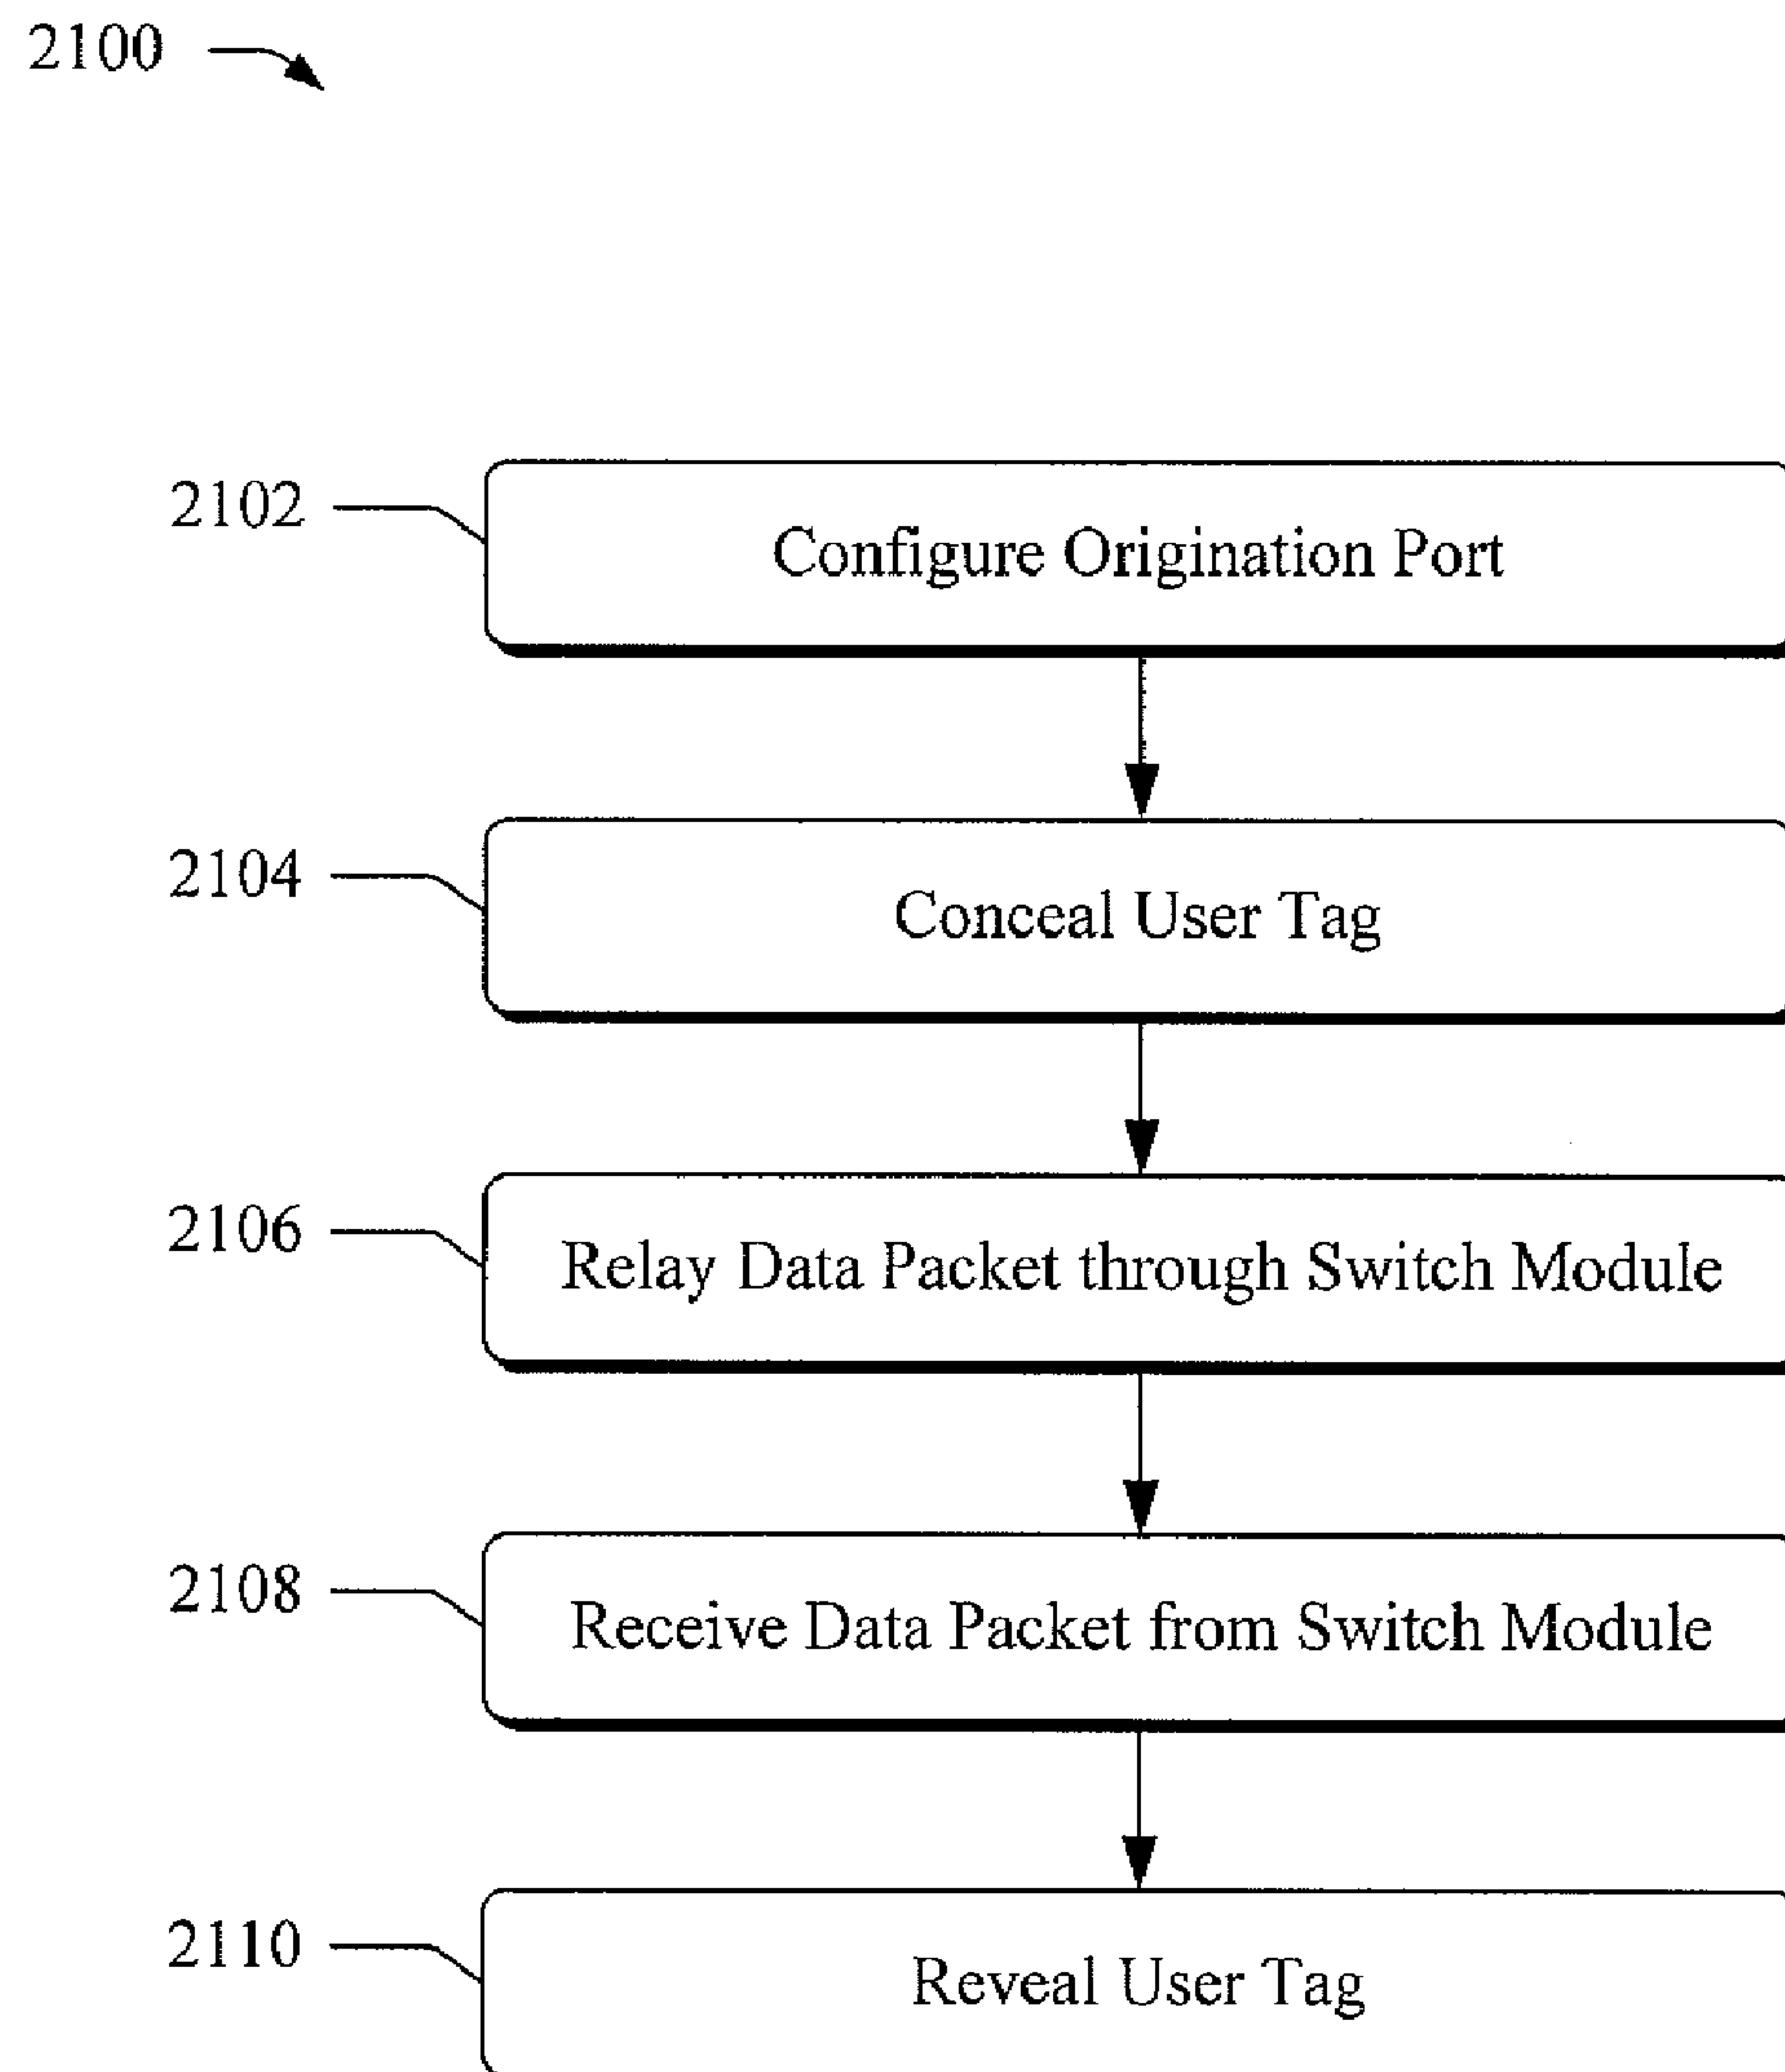 2100
2102
Configure Origination Port
2104
Conceal User Tag
2106
Relay Data Packet through Switch Module
2108
Receive Data Packet from Switch Module
2110
Reveal User Tag